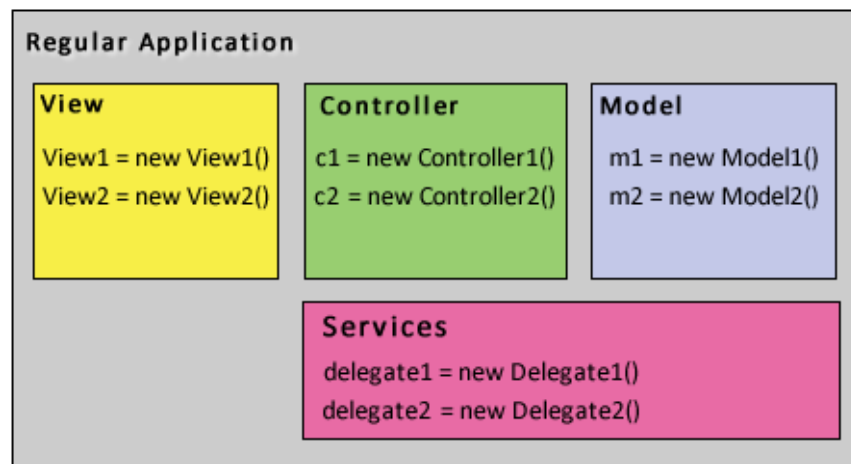 Regular Application
View
View1 = new View1()
View2 = new View2()
Controller
c1 = new Controller1()
c2 = new Controller2()
Model
m1 = new Model1()
m2 = new Model2()
Services
delegate1 = new Delegate1()
delegate2 = new Delegate2()